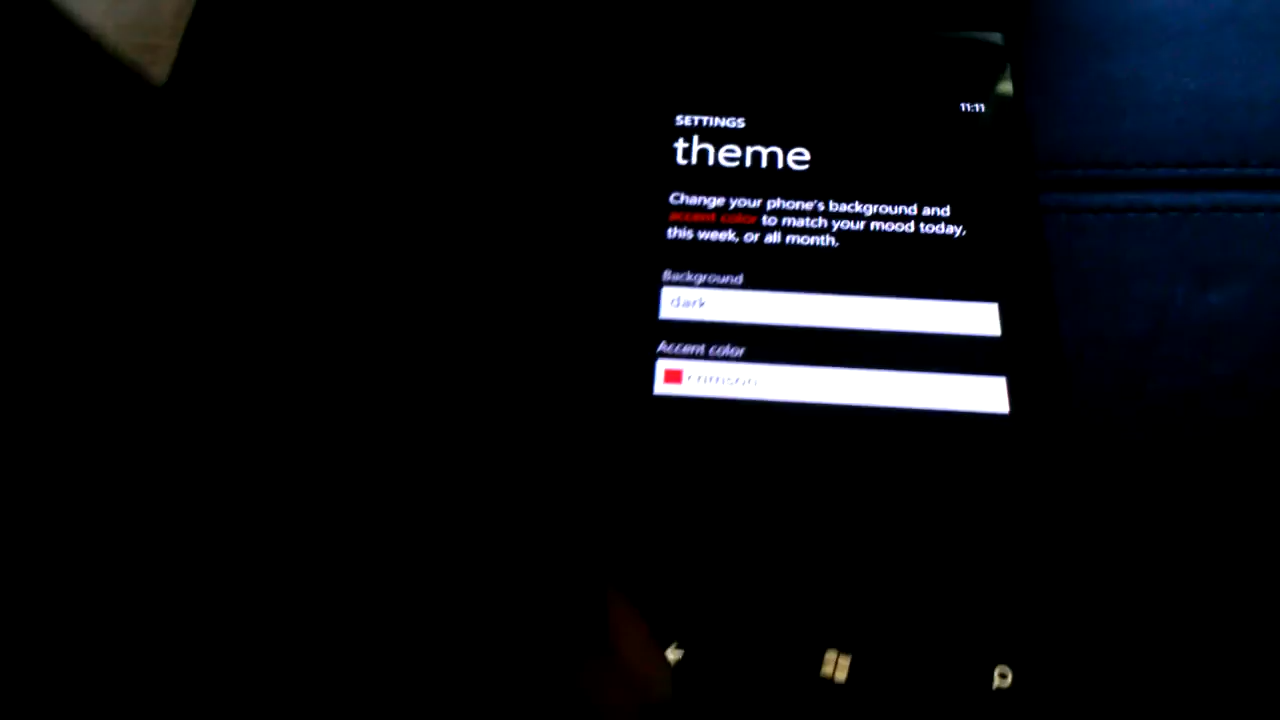 11:11
SETTINGS
theme
Change your phone's background and
accent color to match your mood today,
this week, or all month.
Background
dark
Accent color
crimson